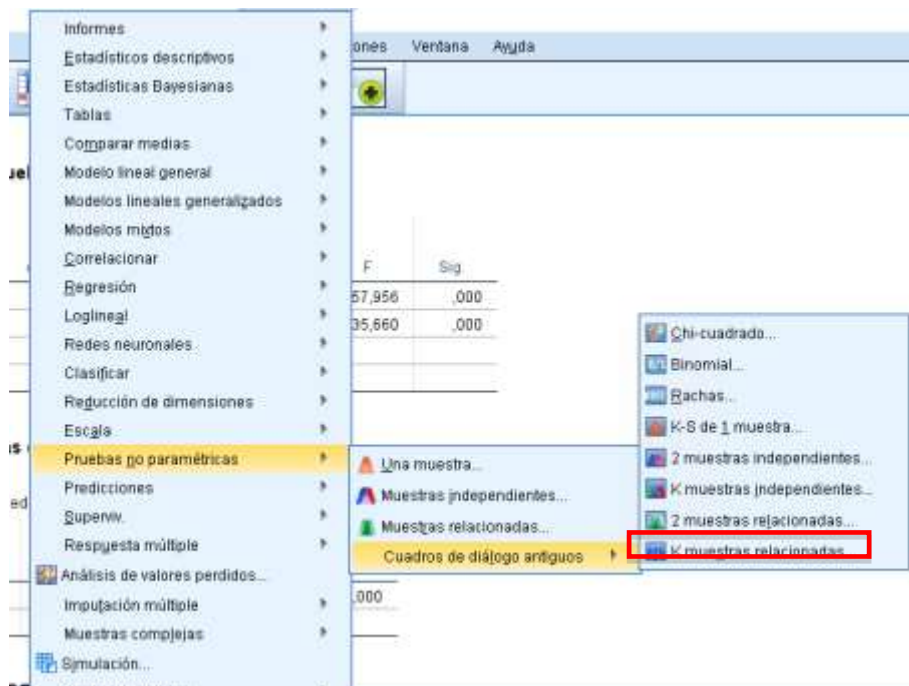 Informes
ones Ventana Ayuda
Estadísticos descriptivos
Estadísticas Bayesianas
Tablas
Comparar medias
Modelo lineal general
Modelos lineales generalizados
Modelos mixtos
Correlacionar
F Sig.
Regresión
57,956 ,000
Loglineal
35,660 ,000
Redes neuronales
Clasificar
Reducción de dimensiones
Escala
Pruebas no paramétricas
Predicciones
Superviv.
Respuesta múltiple
Análisis de valores perdidos...
Imputación múltiple
,000
Muestras complejas
Simulación...
Una muestra...
Muestras independientes...
Muestras relacionadas...
Cuadros de diálogo antiguos
Chi-cuadrado...
Binomial...
Rachas...
K-S de 1 muestra...
2 muestras independientes...
K muestras independientes...
2 muestras relacionadas...
K muestras relacionadas...